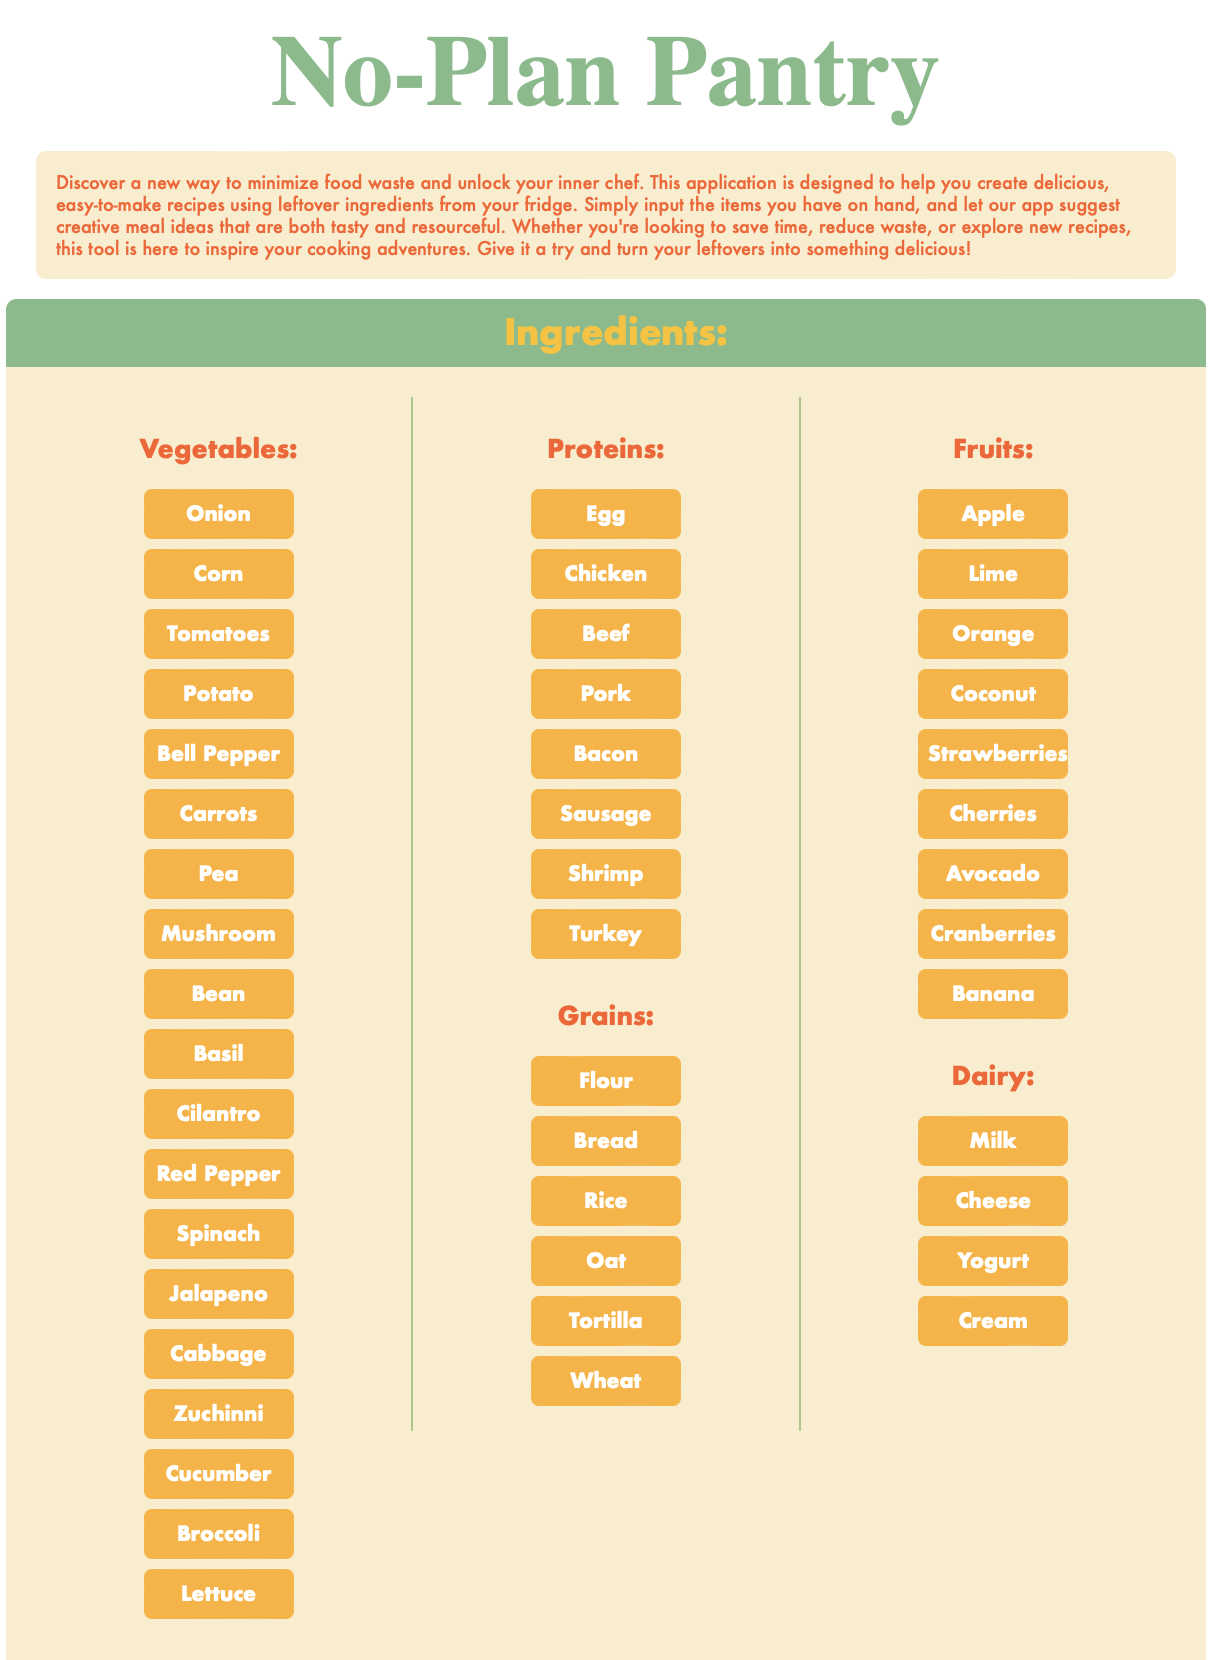 No-Plan Pantry
Discover a new way to minimize food waste and unlock your inner chef. This application is designed to help you create delicious,
easy-to-make recipes using leftover ingredients from your fridge. Simply input the items you have on hand, and let our app suggest
creative meal ideas that are both tasty and resourceful. Whether you're looking to save time, reduce waste, or explore new recipes,
this tool is here to inspire your cooking adventures. Give it a try and turn your leftovers into something delicious!
Ingredients:
Vegetables:
Onion
Corn
Tomatoes
Potato
Bell Pepper
Carrots
Pea
Mushroom
Bean
Basil
Cilantro
Red Pepper
Spinach
Jalapeno
Cabbage
Zuchinni
Cucumber
Broccoli
Lettuce
Proteins:
Egg
Chicken
Beef
Pork
Bacon
Sausage
Shrimp
Turkey
Grains:
Flour
Bread
Rice
Oat
Tortilla
Wheat
Fruits:
Apple
Lime
Orange
Coconut
Strawberries
Cherries
Avocado
Cranberries
Banana
Dairy:
Milk
Cheese
Yogurt
Cream